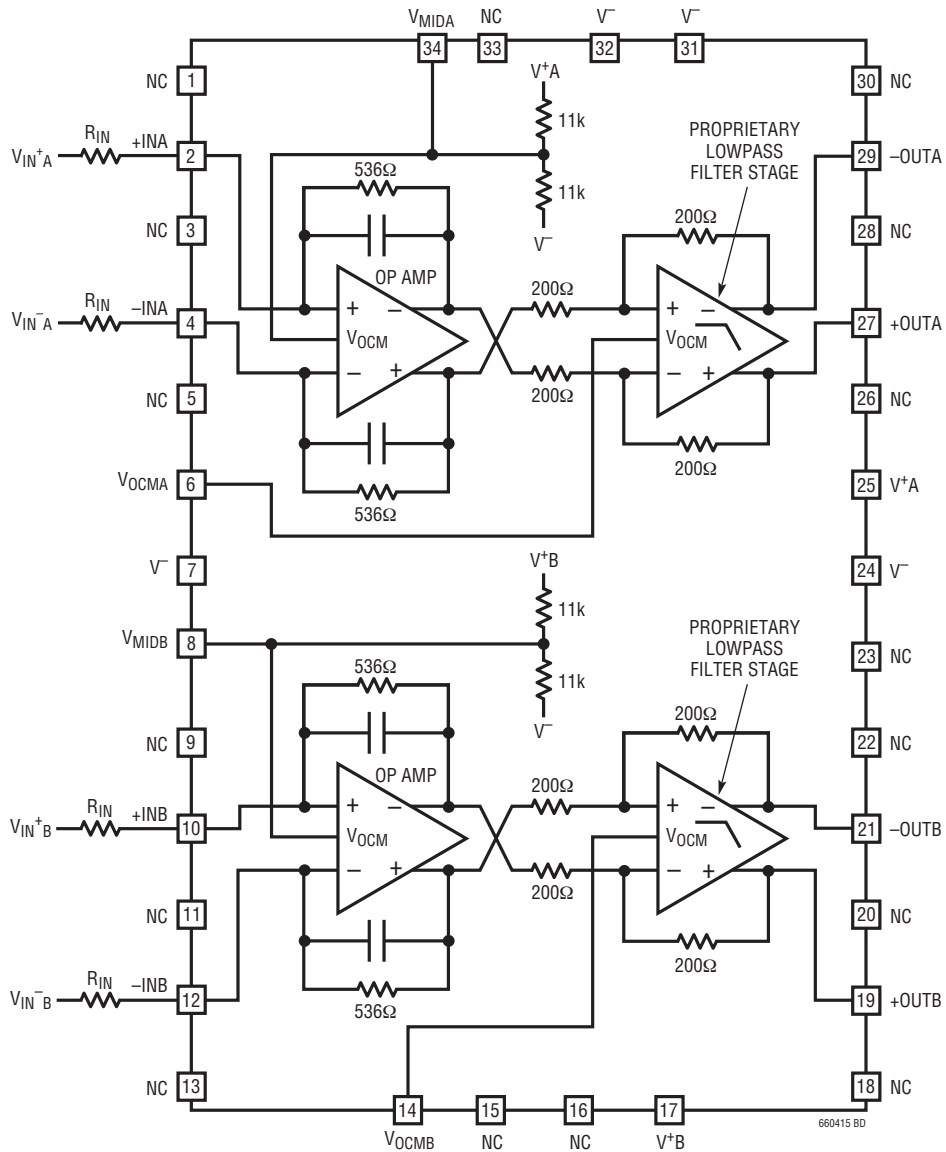 VMIDA NC V⁻ V⁻
34 33 32 31
NC 1
30 NC
V⁺A
11k
PROPRIETARY
LOWPASS
FILTER STAGE
VIN⁺A RIN +INA 2
29 –OUTA
536Ω
11k
V⁻
NC 3
200Ω
28 NC
OP AMP
VIN⁻A RIN –INA 4
+ –
VOCM
– +
200Ω
200Ω
+ –
VOCM
– +
27 +OUTA
NC 5
26 NC
200Ω
VOCMA 6
536Ω
25 V⁺A
V⁻ 7
V⁺B
24 V⁻
11k
VMIDB 8
PROPRIETARY
LOWPASS
FILTER STAGE
23 NC
536Ω
11k
V⁻
NC 9
200Ω
22 NC
OP AMP
VIN⁺B RIN +INB 10
+ –
VOCM
– +
200Ω
200Ω
+ –
VOCM
– +
21 –OUTB
NC 11
20 NC
200Ω
VIN⁻B RIN –INB 12
536Ω
19 +OUTB
NC 13
18 NC
14 15 16 17
VOCMB NC NC V⁺B
660415 BD